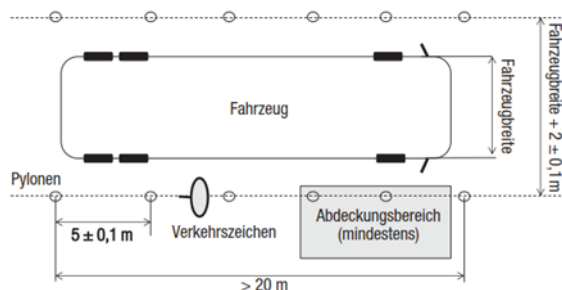 Fahrzeug
Fahrzeugbreite
Fahrzeugbreite + 2 ± 0,1 m
Pylonen
5 ± 0,1 m
Verkehrszeichen
Abdeckungsbereich
(mindestens)
> 20 m